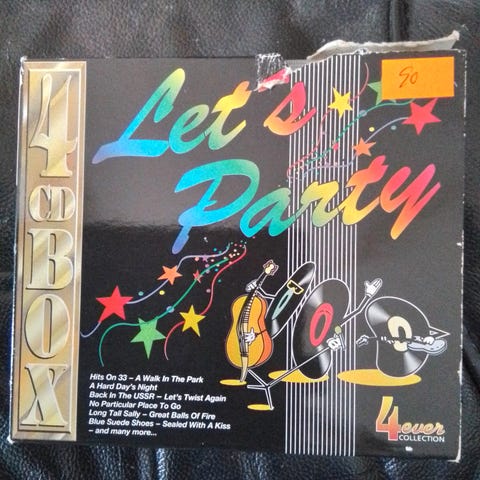 4
CD
BOX
Let's
Party
50
Hits On 33 – A Walk In The Park
A Hard Day's Night
Back In The USSR – Let's Twist Again
No Particular Place To Go
Long Tall Sally – Great Balls Of Fire
Blue Suede Shoes – Sealed With A Kiss
– and many more...
4ever
COLLECTION